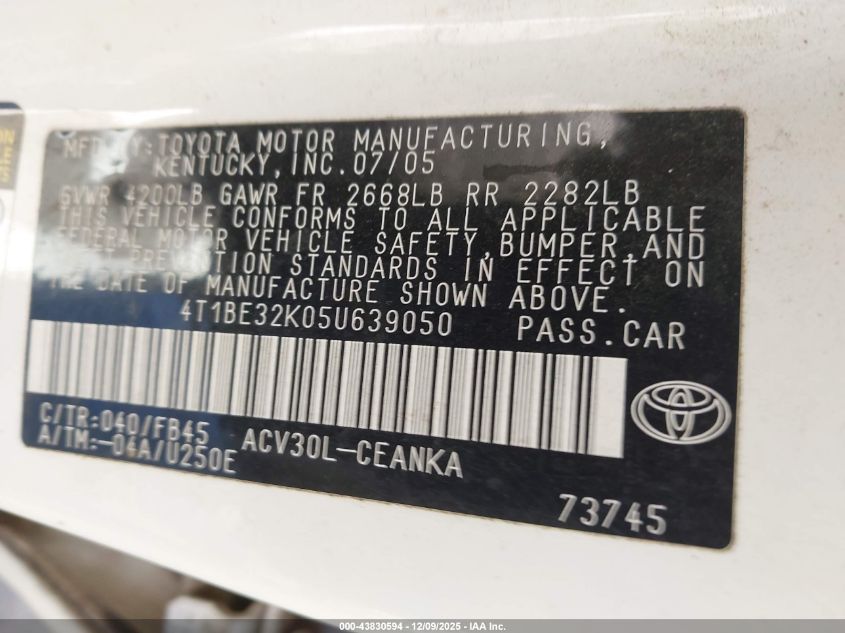 MFD BY: TOYOTA MOTOR MANUFACTURING,
KENTUCKY, INC. 07/05
GVWR 4200LB GAWR FR 2668LB RR 2282LB
THIS VEHICLE CONFORMS TO ALL APPLICABLE
FEDERAL MOTOR VEHICLE SAFETY, BUMPER, AND
THEFT PREVENTION STANDARDS IN EFFECT ON
THE DATE OF MANUFACTURE SHOWN ABOVE.
4T1BE32K05U639050 PASS.CAR
C/TR:040/FB45
A/TM:-04A/U250E
ACV30L-CEANKA
73745
000-43830594 - 12/09/2025 - IAA Inc.